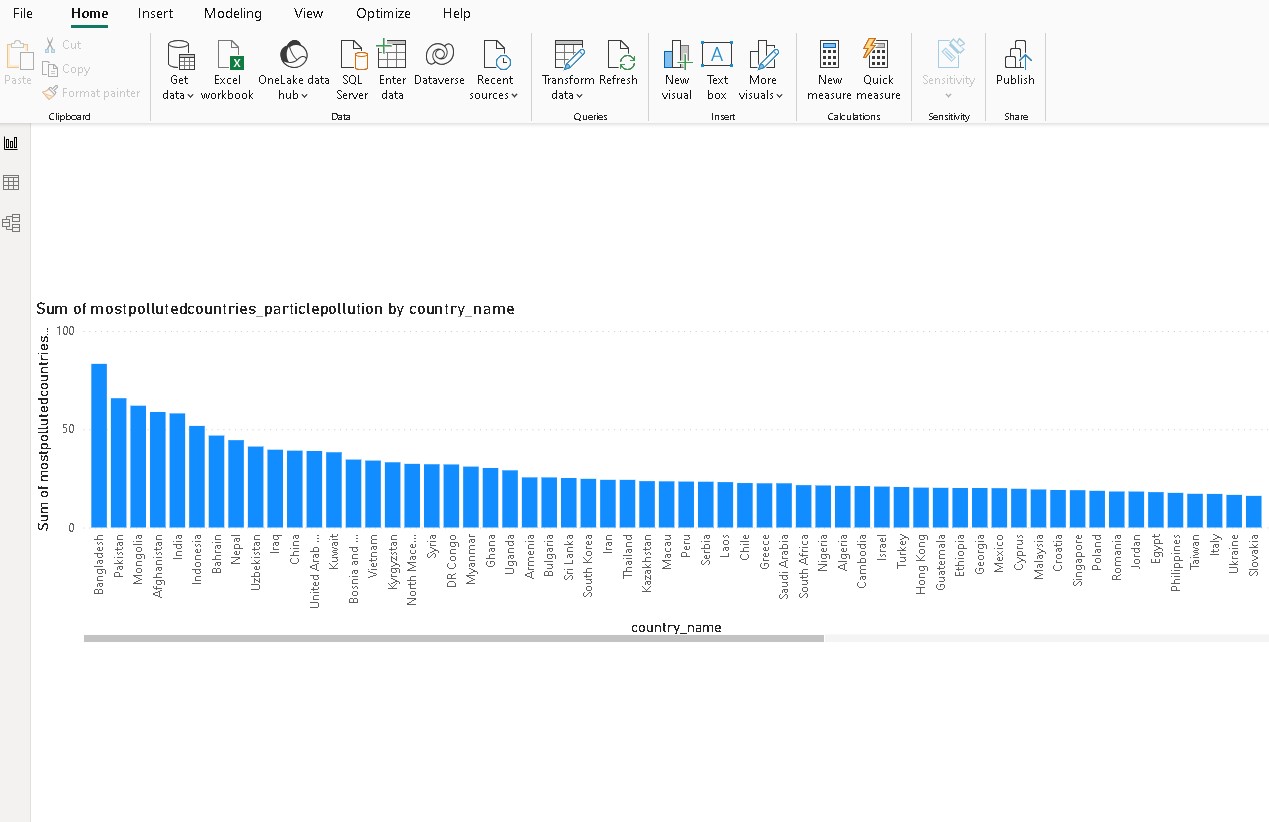 File Home Insert Modeling View Optimize Help
Paste
Cut
Copy
Format painter
Clipboard
Get data
Excel workbook
OneLake data hub
SQL Server
Enter data
Dataverse
Recent sources
Data
Transform data
Refresh
Queries
New visual
Text box
More visuals
Insert
New measure
Quick measure
Calculations
Sensitivity
Sensitivity
Publish
Share
Sum of mostpollutedcountries_particlepollution by country_name
Sum of mostpollutedcountries...
100
50
0
Bangladesh
Pakistan
Mongolia
Afghanistan
India
Indonesia
Bahrain
Nepal
Uzbekistan
Iraq
China
United Arab ...
Kuwait
Bosnia and ...
Vietnam
Kyrgyzstan
North Mace...
Syria
DR Congo
Myanmar
Ghana
Uganda
Armenia
Bulgaria
Sri Lanka
South Korea
Iran
Thailand
Kazakhstan
Macau
Peru
Serbia
Laos
Chile
Greece
Saudi Arabia
South Africa
Nigeria
Algeria
Cambodia
Israel
Turkey
Hong Kong
Guatemala
Ethiopia
Georgia
Mexico
Cyprus
Malaysia
Croatia
Singapore
Poland
Romania
Jordan
Egypt
Philippines
Taiwan
Italy
Ukraine
Slovakia
country_name